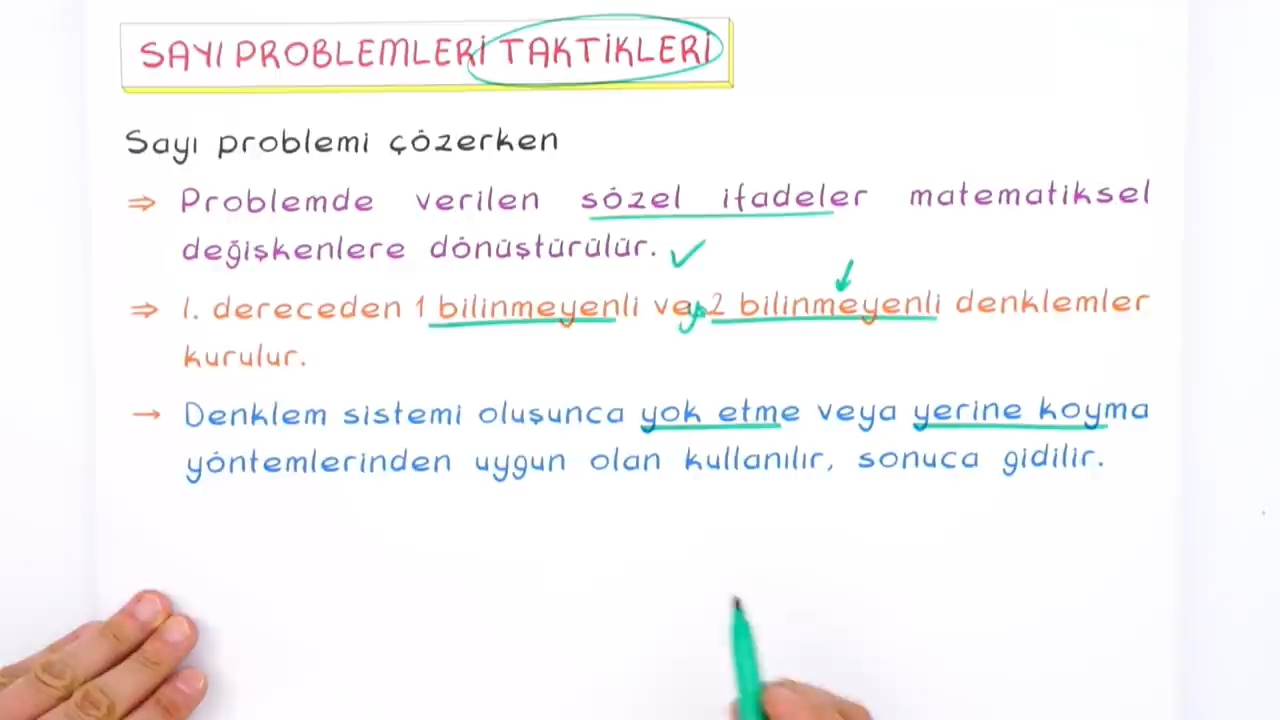 SAYI PROBLEMLERİ TAKTİKLERİ
Sayı problemi çözerken
⇒ Problemde verilen sözel ifadeler matematiksel
değişkenlere dönüştürülür.
⇒ 1. dereceden 1 bilinmeyenli veya 2 bilinmeyenli denklemler
kurulur.
→ Denklem sistemi oluşunca yok etme veya yerine koyma
yöntemlerinden uygun olan kullanılır, sonuca gidilir.